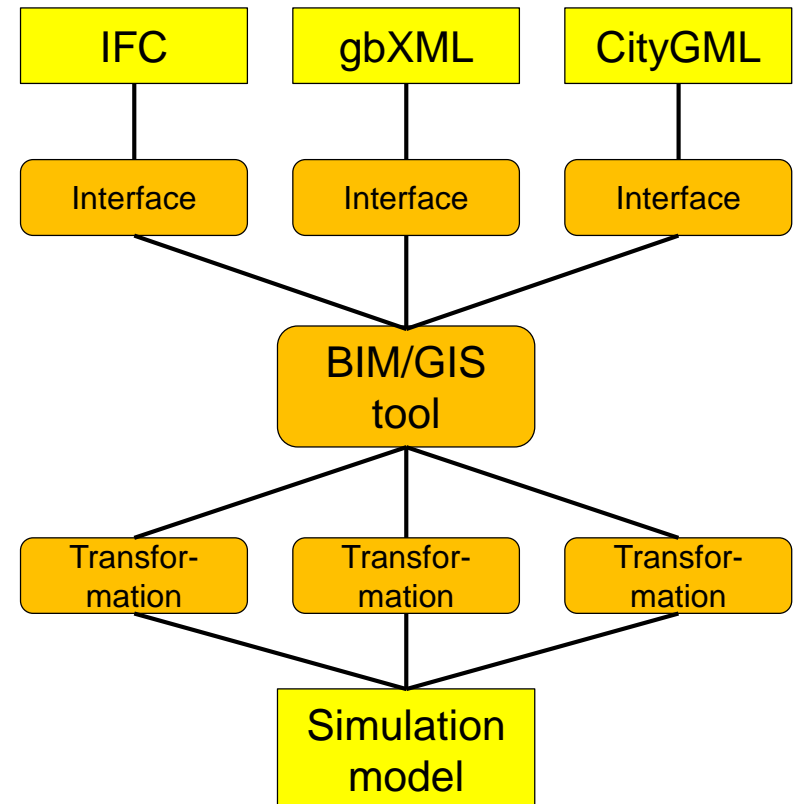 IFC
gbXML
CityGML
Interface
Interface
Interface
BIM/GIS
tool
Transfor-
mation
Transfor-
mation
Transfor-
mation
Simulation
model